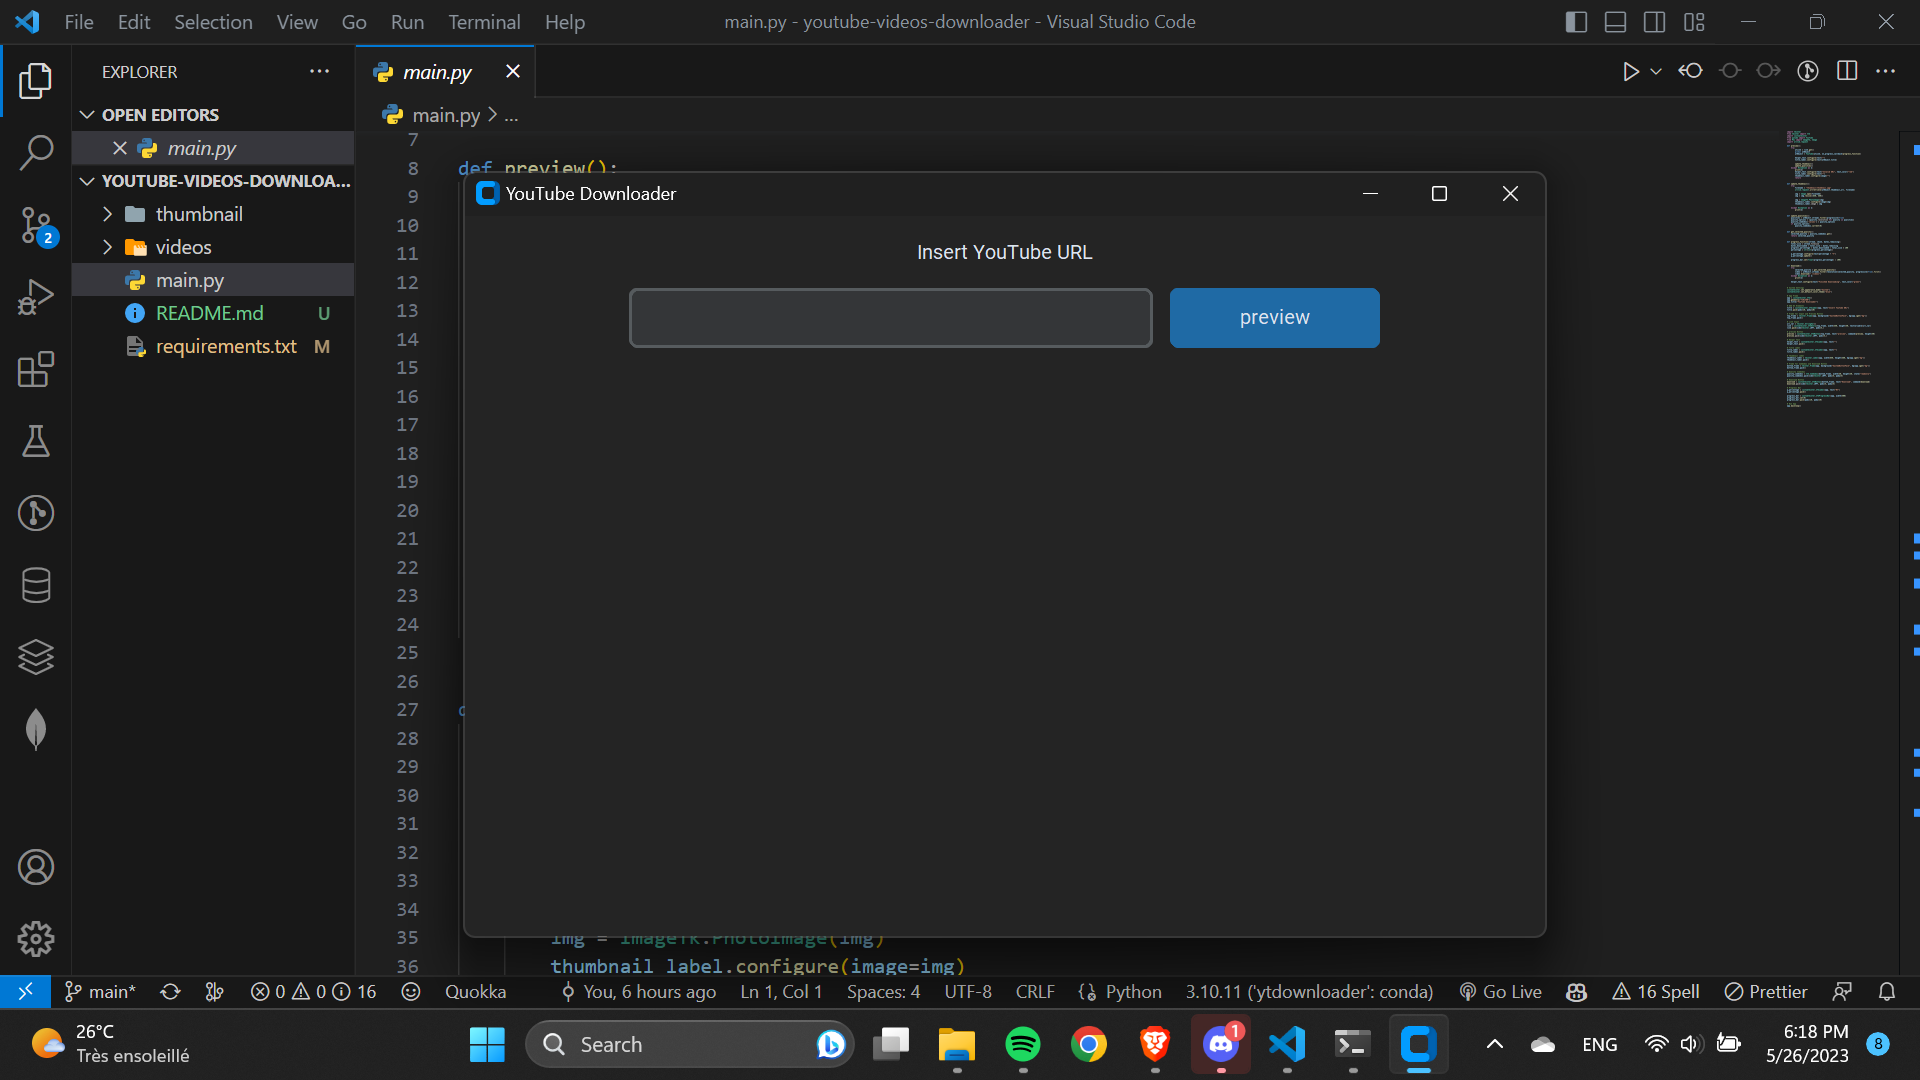 File Edit Selection View Go Run Terminal Help
main.py - youtube-videos-downloader - Visual Studio Code
EXPLORER
OPEN EDITORS
main.py
YOUTUBE-VIDEOS-DOWNLOA...
thumbnail
videos
main.py
README.md U
requirements.txt M
2
main.py
main.py > ...
7
8 def preview():
9
10
11
12
13
14
15
16
17
18
19
20
21
22
23
24
25
26
27
28
29
30
31
32
33
34
35 img = ImageTk.PhotoImage(img)
36 thumbnail_label.configure(image=img)
YouTube Downloader
Insert YouTube URL
preview
main* 0 0 16 Quokka You, 6 hours ago Ln 1, Col 1 Spaces: 4 UTF-8 CRLF Python 3.10.11 ('ytdownloader': conda) Go Live 16 Spell Prettier
26°C
Très ensoleillé
Search
1
ENG
6:18 PM
5/26/2023
8